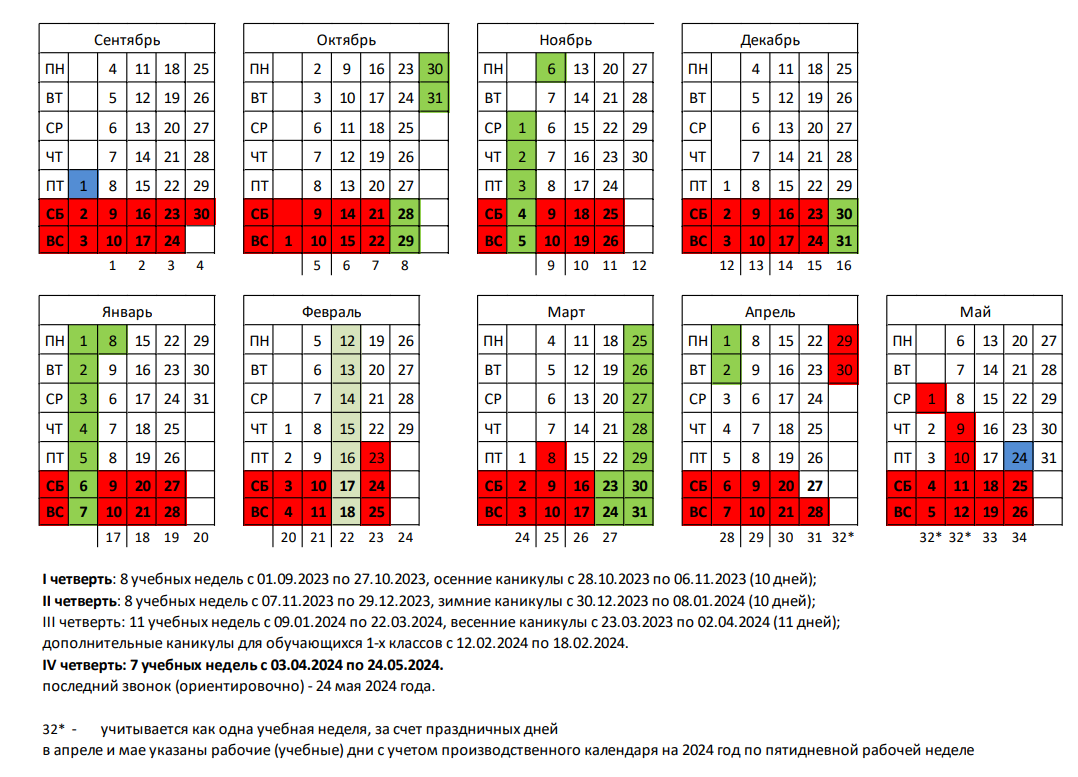 Сентябрь
ПН 4 11 18 25
ВТ 5 12 19 26
СР 6 13 20 27
ЧТ 7 14 21 28
ПТ 1 8 15 22 29
СБ 2 9 16 23 30
ВС 3 10 17 24
1 2 3 4
Октябрь
ПН 2 9 16 23 30
ВТ 3 10 17 24 31
СР 6 11 18 25
ЧТ 7 12 19 26
ПТ 8 13 20 27
СБ 9 14 21 28
ВС 1 10 15 22 29
5 6 7 8
Ноябрь
ПН 6 13 20 27
ВТ 7 14 21 28
СР 1 6 15 22 29
ЧТ 2 7 16 23 30
ПТ 3 8 17 24
СБ 4 9 18 25
ВС 5 10 19 26
9 10 11 12
Декабрь
ПН 4 11 18 25
ВТ 5 12 19 26
СР 6 13 20 27
ЧТ 7 14 21 28
ПТ 1 8 15 22 29
СБ 2 9 16 23 30
ВС 3 10 17 24 31
12 13 14 15 16
Январь
ПН 1 8 15 22 29
ВТ 2 9 16 23 30
СР 3 6 17 24 31
ЧТ 4 7 18 25
ПТ 5 8 19 26
СБ 6 9 20 27
ВС 7 10 21 28
17 18 19 20
Февраль
ПН 5 12 19 26
ВТ 6 13 20 27
СР 7 14 21 28
ЧТ 1 8 15 22 29
ПТ 2 9 16 23
СБ 3 10 17 24
ВС 4 11 18 25
20 21 22 23 24
Март
ПН 4 11 18 25
ВТ 5 12 19 26
СР 6 13 20 27
ЧТ 7 14 21 28
ПТ 1 8 15 22 29
СБ 2 9 16 23 30
ВС 3 10 17 24 31
24 25 26 27
Апрель
ПН 1 8 15 22 29
ВТ 2 9 16 23 30
СР 3 6 17 24
ЧТ 4 7 18 25
ПТ 5 8 19 26
СБ 6 9 20 27
ВС 7 10 21 28
28 29 30 31 32*
Май
ПН 6 13 20 27
ВТ 7 14 21 28
СР 1 8 15 22 29
ЧТ 2 9 16 23 30
ПТ 3 10 17 24 31
СБ 4 11 18 25
ВС 5 12 19 26
32* 32* 33 34
I четверть: 8 учебных недель с 01.09.2023 по 27.10.2023, осенние каникулы с 28.10.2023 по 06.11.2023 (10 дней);
II четверть: 8 учебных недель с 07.11.2023 по 29.12.2023, зимние каникулы с 30.12.2023 по 08.01.2024 (10 дней);
III четверть: 11 учебных недель с 09.01.2024 по 22.03.2024, весенние каникулы с 23.03.2023 по 02.04.2024 (11 дней);
дополнительные каникулы для обучающихся 1-х классов с 12.02.2024 по 18.02.2024.
IV четверть: 7 учебных недель с 03.04.2024 по 24.05.2024.
последний звонок (ориентировочно) - 24 мая 2024 года.
32* - учитывается как одна учебная неделя, за счет праздничных дней
в апреле и мае указаны рабочие (учебные) дни с учетом производственного календаря на 2024 год по пятидневной рабочей неделе